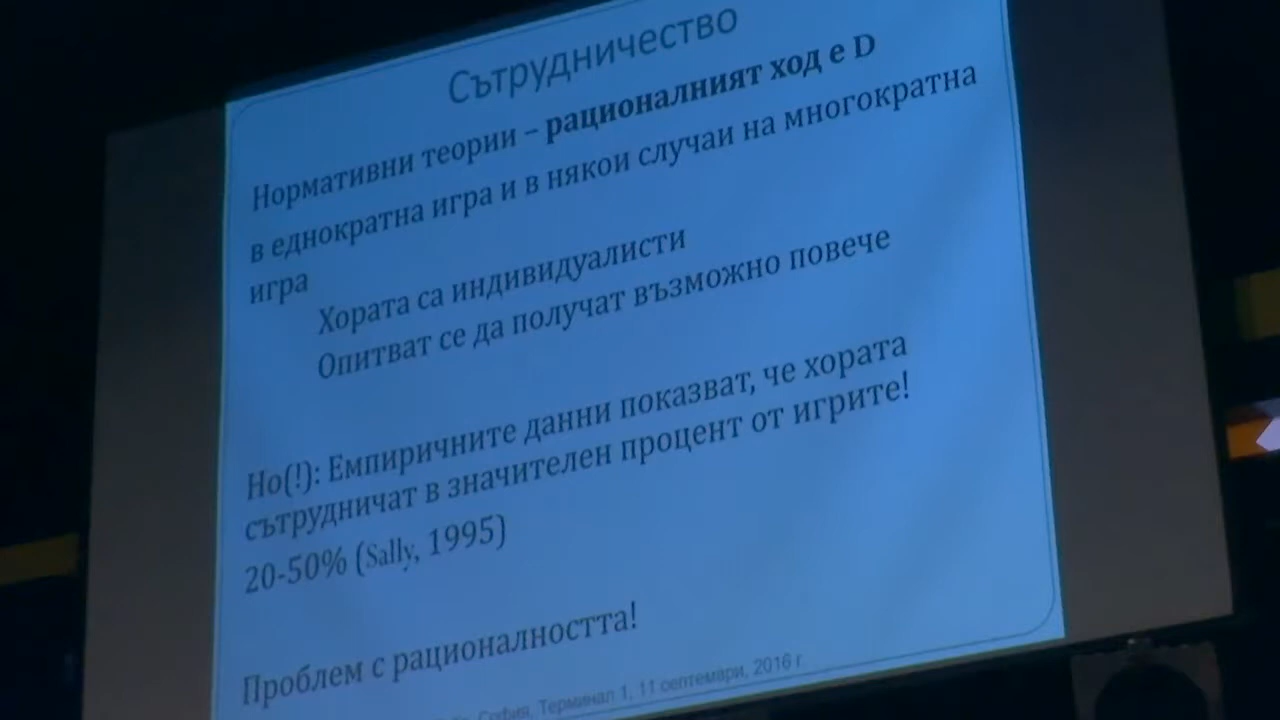 Сътрудничество
Нормативни теории – рационалният ход е D
в еднократна игра и в някои случаи на многократна
игра
Хората са индивидуалисти
Опитват се да получат възможно повече
Но(!): Емпиричните данни показват, че хората
сътрудничат в значителен процент от игрите!
20-50% (Sally, 1995)
Проблем с рационалността!
София, Терминал 1, 11 септември, 2016 г